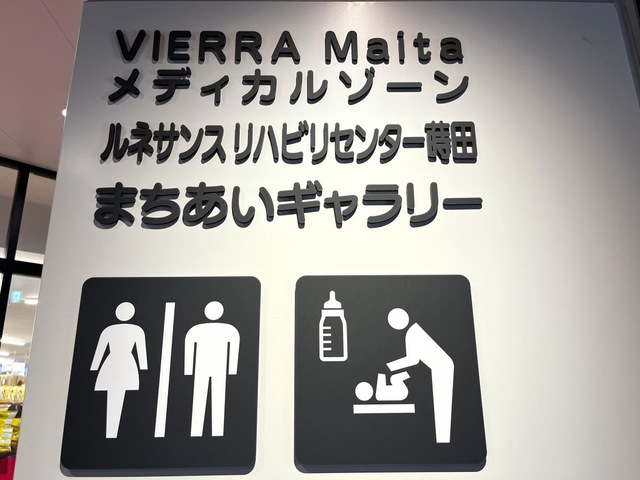 VIERRA Maita
メディカルゾーン
ルネサンス リハビリセンター蒔田
まちあいギャラリー